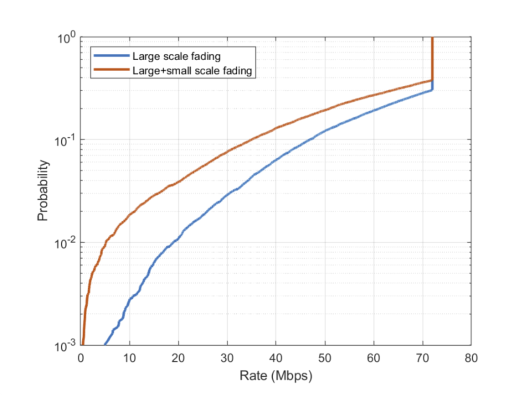 10^0
Large scale fading
Large+small scale fading
10^-1
10^-2
10^-3
Probability
0 10 20 30 40 50 60 70 80
Rate (Mbps)